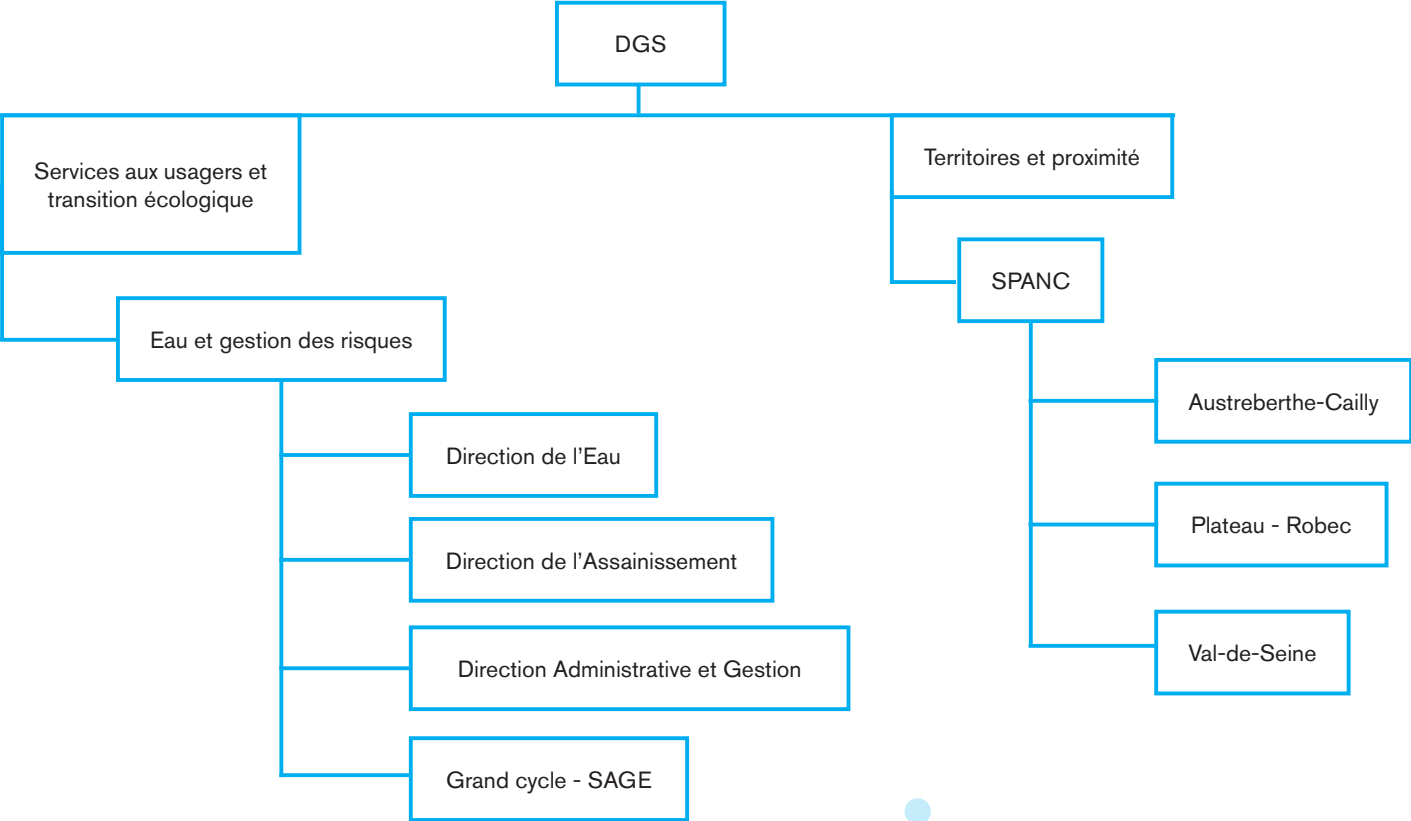 DGS
Services aux usagers et
transition écologique
Territoires et proximité
SPANC
Eau et gestion des risques
Austreberthe-Cailly
Direction de l’Eau
Plateau - Robec
Direction de l’Assainissement
Val-de-Seine
Direction Administrative et Gestion
Grand cycle - SAGE